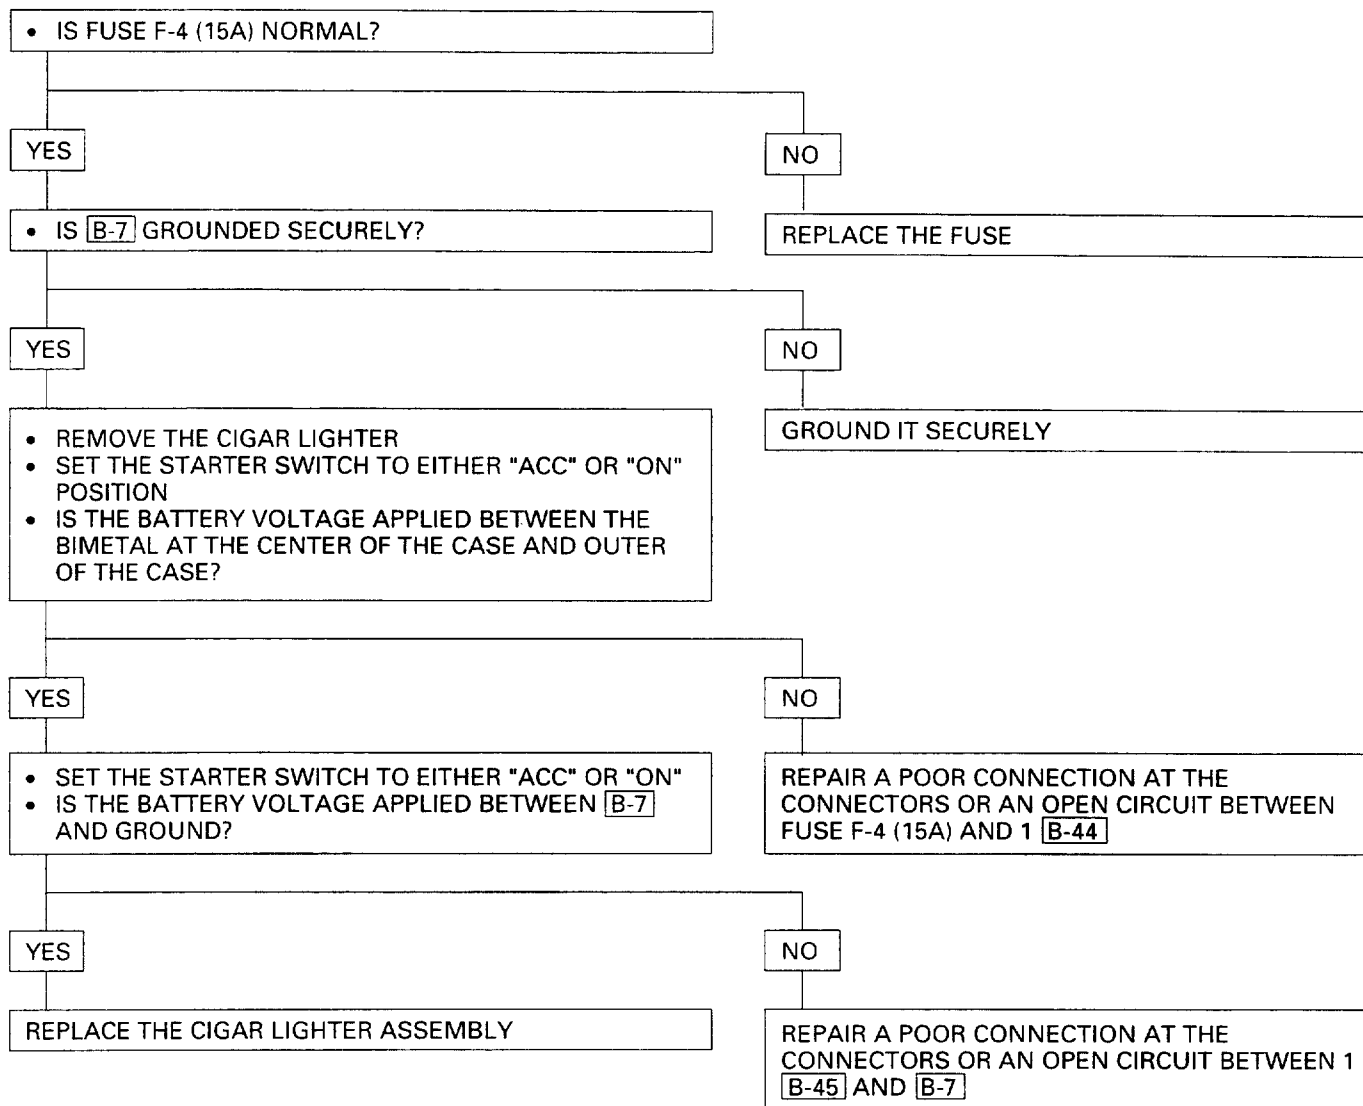 • IS FUSE F-4 (15A) NORMAL?
YES
NO
• IS B-7 GROUNDED SECURELY?
REPLACE THE FUSE
YES
NO
• REMOVE THE CIGAR LIGHTER
• SET THE STARTER SWITCH TO EITHER "ACC" OR "ON"
POSITION
• IS THE BATTERY VOLTAGE APPLIED BETWEEN THE
BIMETAL AT THE CENTER OF THE CASE AND OUTER
OF THE CASE?
GROUND IT SECURELY
YES
NO
• SET THE STARTER SWITCH TO EITHER "ACC" OR "ON"
• IS THE BATTERY VOLTAGE APPLIED BETWEEN B-7
AND GROUND?
REPAIR A POOR CONNECTION AT THE
CONNECTORS OR AN OPEN CIRCUIT BETWEEN
FUSE F-4 (15A) AND 1 B-44
YES
NO
REPLACE THE CIGAR LIGHTER ASSEMBLY
REPAIR A POOR CONNECTION AT THE
CONNECTORS OR AN OPEN CIRCUIT BETWEEN 1
B-45 AND B-7